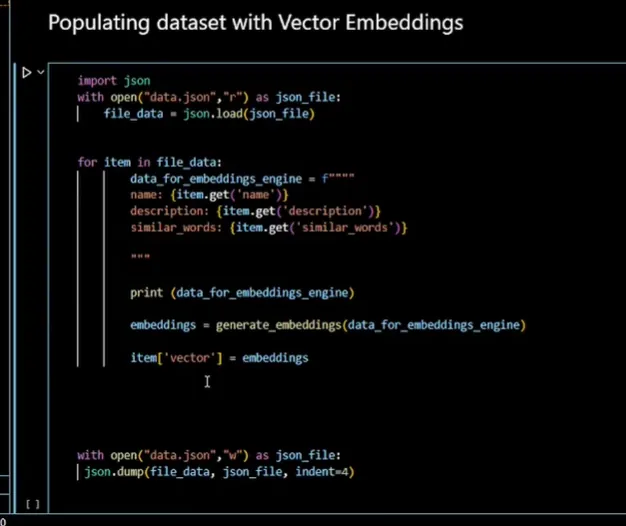 Populating dataset with Vector Embeddings
import json
with open("data.json","r") as json_file:
    file_data = json.load(json_file)
for item in file_data:
        data_for_embeddings_engine = f""""
        name: {item.get('name')}
        description: {item.get('description')}
        similar_words: {item.get('similar_words')}
        """
        print (data_for_embeddings_engine)
        embeddings = generate_embeddings(data_for_embeddings_engine)
        item['vector'] = embeddings
with open("data.json","w") as json_file:
 json.dump(file_data, json_file, indent=4)
[ ]
0